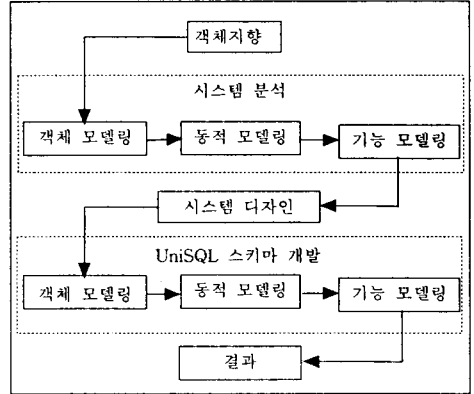 객체지향
시스템 분석
객체 모델링
동적 모델링
기능 모델링
시스템 디자인
UniSQL 스키마 개발
객체 모델링
동적 모델링
기능 모델링
결과